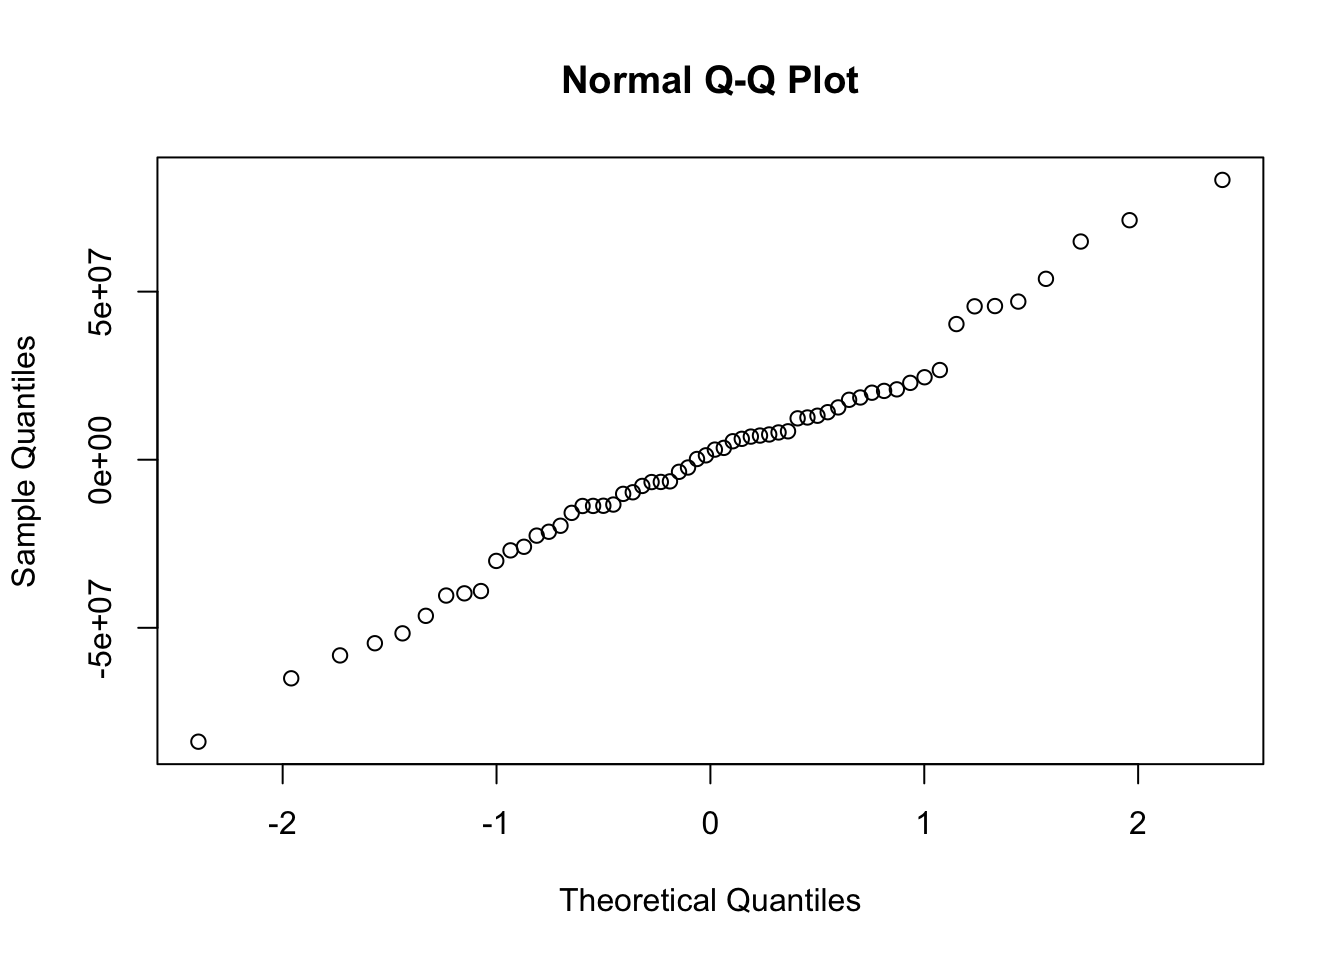 Normal Q-Q Plot
Sample Quantiles
5e+07
0e+00
-5e+07
-2
-1
0
1
2
Theoretical Quantiles